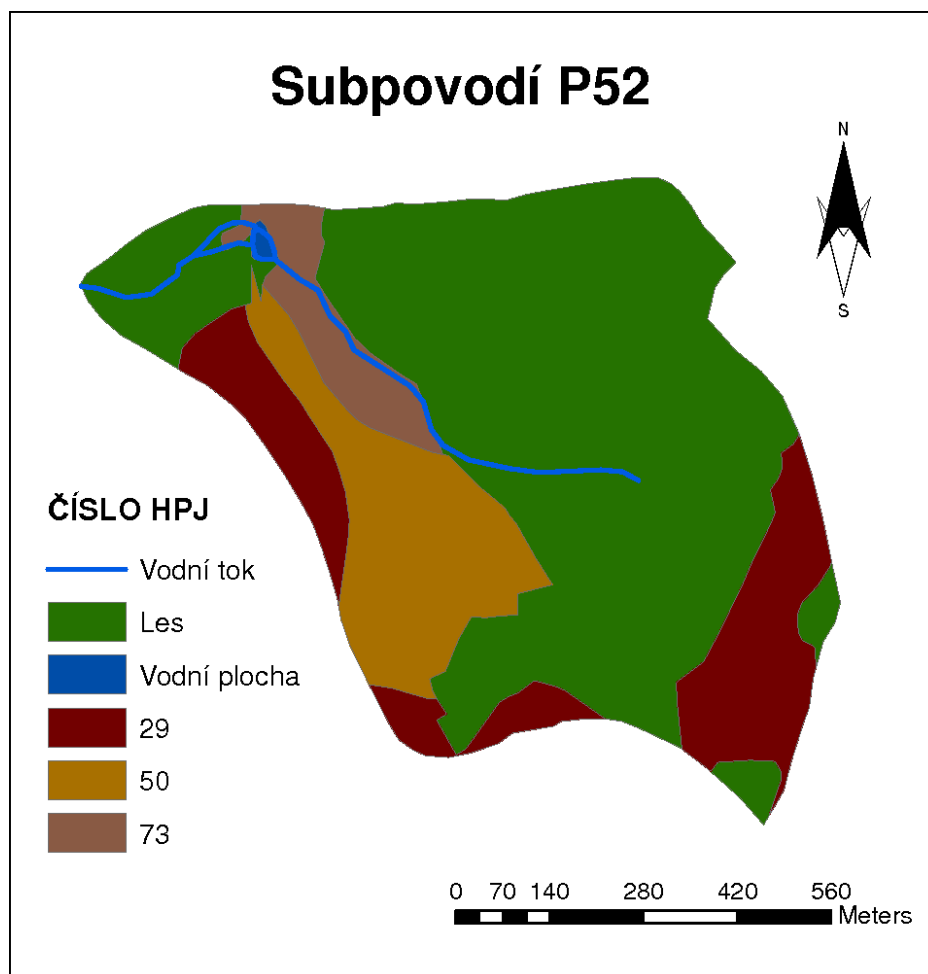 Subpovodí P52
N
S
ČÍSLO HPJ
Vodní tok
Les
Vodní plocha
29
50
73
0 70 140 280 420 560
Meters